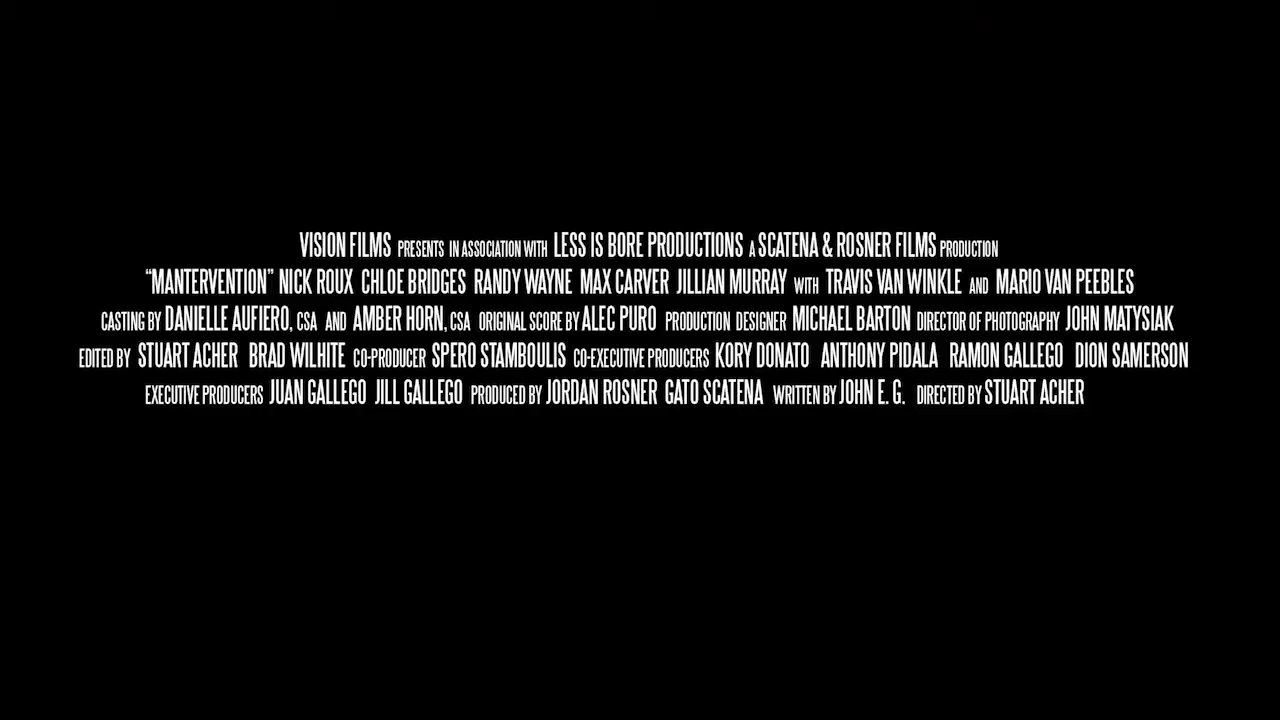 VISION FILMS PRESENTS IN ASSOCIATION WITH LESS IS BORE PRODUCTIONS A SCATENA & ROSNER FILMS PRODUCTION
“MANTERVENTION” NICK ROUX CHLOE BRIDGES RANDY WAYNE MAX CARVER JILLIAN MURRAY WITH TRAVIS VAN WINKLE AND MARIO VAN PEEBLES
CASTING BY DANIELLE AUFIERO, CSA AND AMBER HORN, CSA ORIGINAL SCORE BY ALEC PURO PRODUCTION DESIGNER MICHAEL BARTON DIRECTOR OF PHOTOGRAPHY JOHN MATYSIAK
EDITED BY STUART ACHER BRAD WILHITE CO-PRODUCER SPERO STAMBOULIS CO-EXECUTIVE PRODUCERS KORY DONATO ANTHONY PIDALA RAMON GALLEGO DION SAMERSON
EXECUTIVE PRODUCERS JUAN GALLEGO JILL GALLEGO PRODUCED BY JORDAN ROSNER GATO SCATENA WRITTEN BY JOHN E. G. DIRECTED BY STUART ACHER